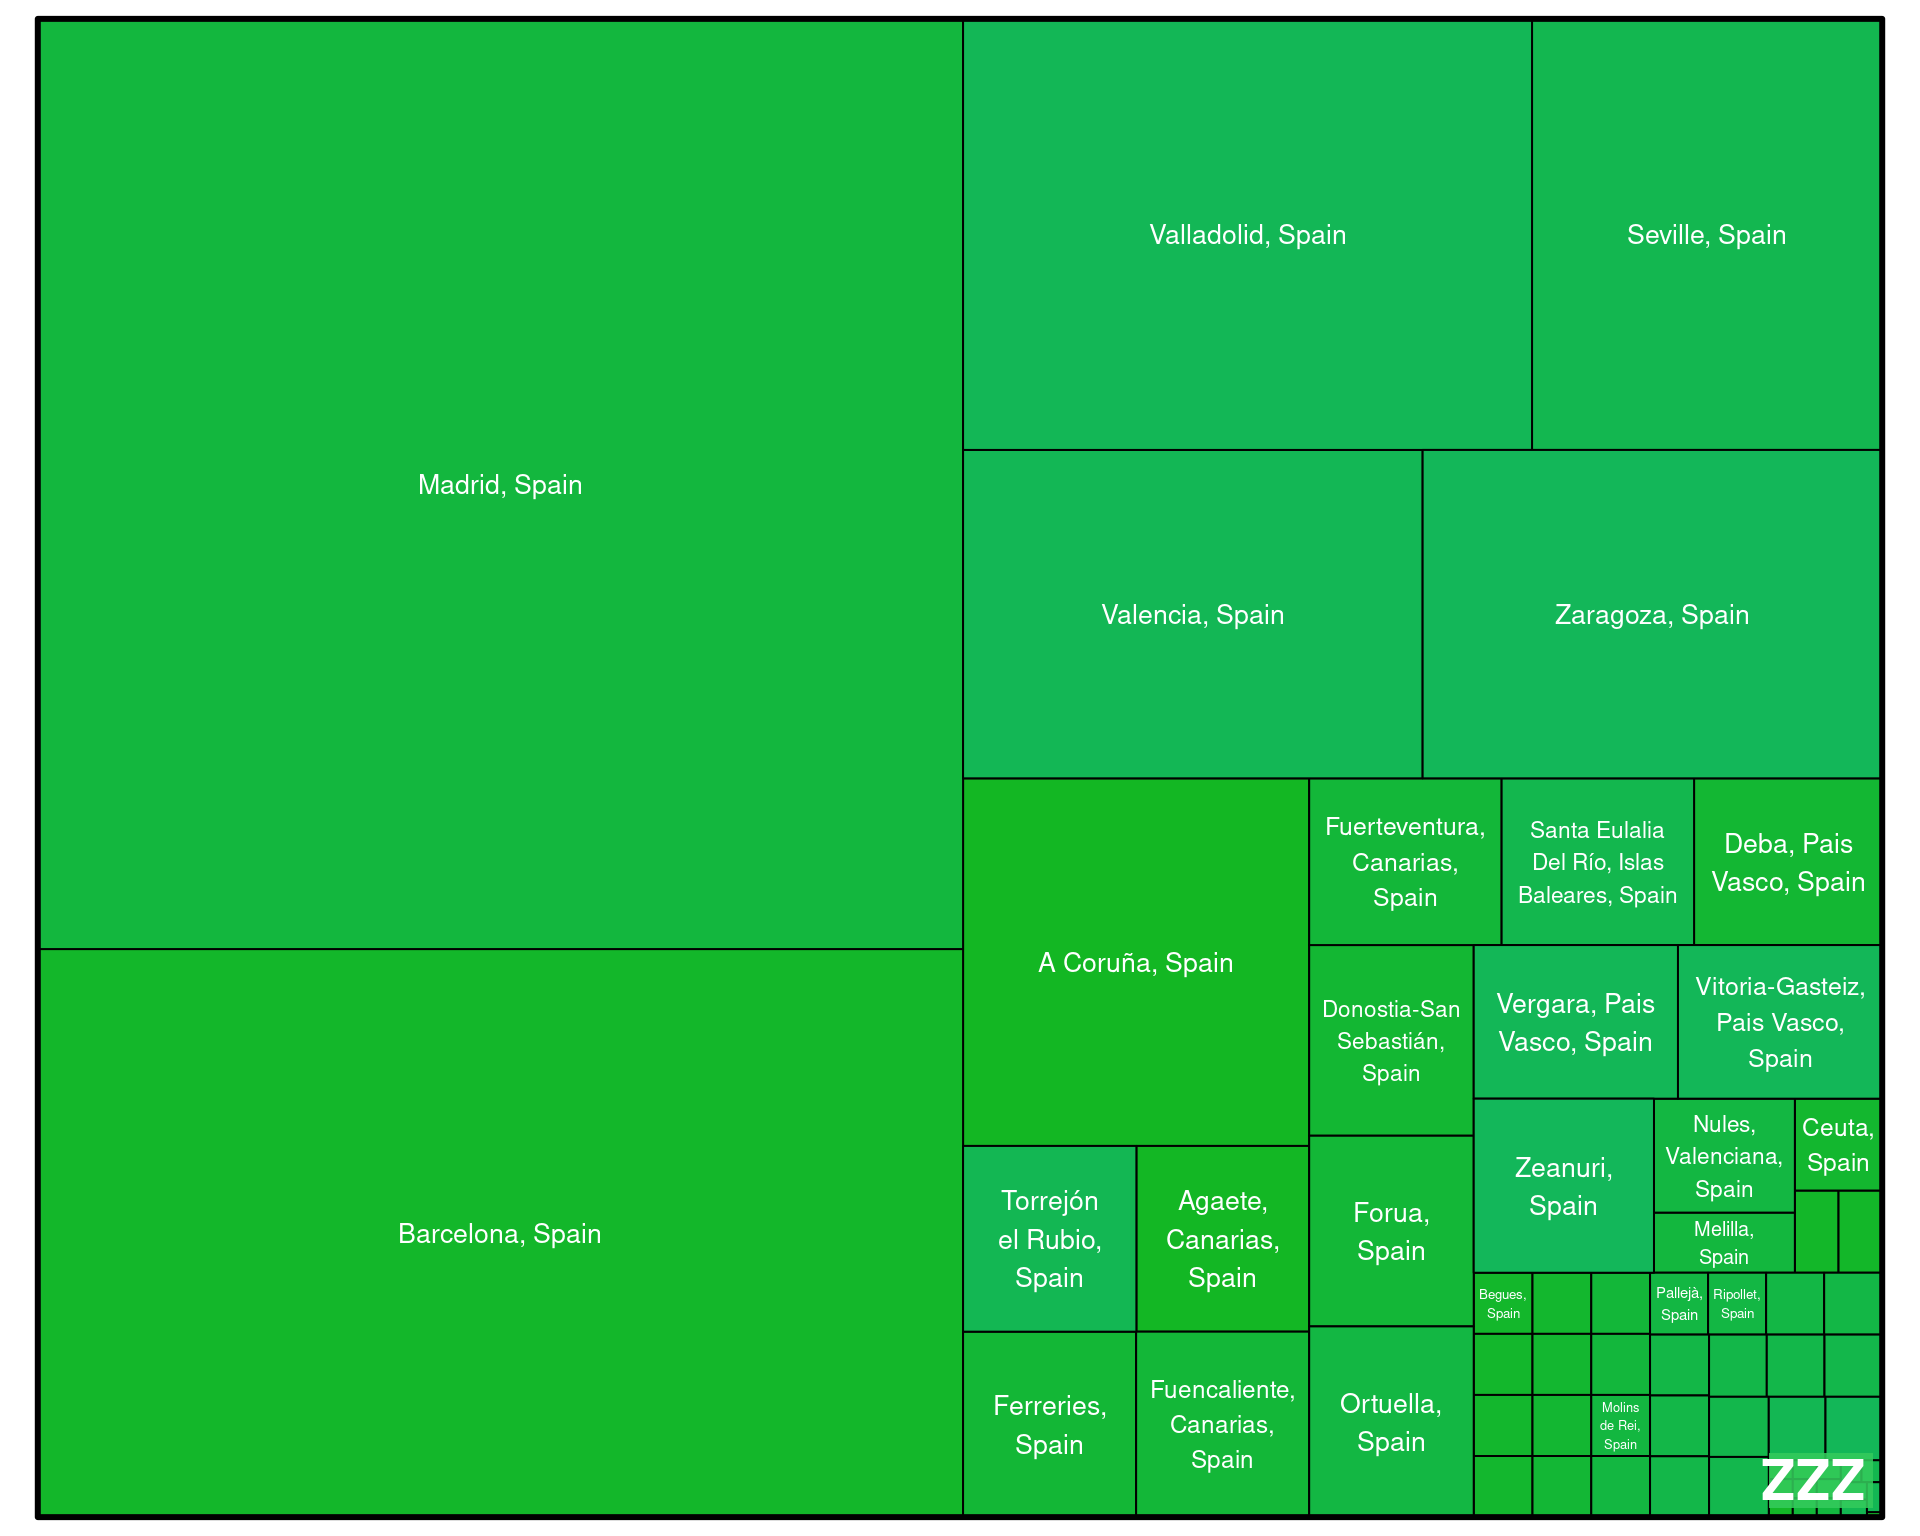 Madrid, Spain
Barcelona, Spain
Valladolid, Spain
Seville, Spain
Valencia, Spain
Zaragoza, Spain
A Coruña, Spain
Fuerteventura,
Canarias,
Spain
Santa Eulalia
Del Río, Islas
Baleares, Spain
Deba, Pais
Vasco, Spain
Donostia-San
Sebastián,
Spain
Vergara, Pais
Vasco, Spain
Vitoria-Gasteiz,
Pais Vasco,
Spain
Torrejón
el Rubio,
Spain
Agaete,
Canarias,
Spain
Forua,
Spain
Zeanuri,
Spain
Nules,
Valenciana,
Spain
Ceuta,
Spain
Melilla,
Spain
Ferreries,
Spain
Fuencaliente,
Canarias,
Spain
Ortuella,
Spain
Begues,
Spain
Pallejà,
Spain
Ripollet,
Spain
Molins
de Rei,
Spain
ZZZ